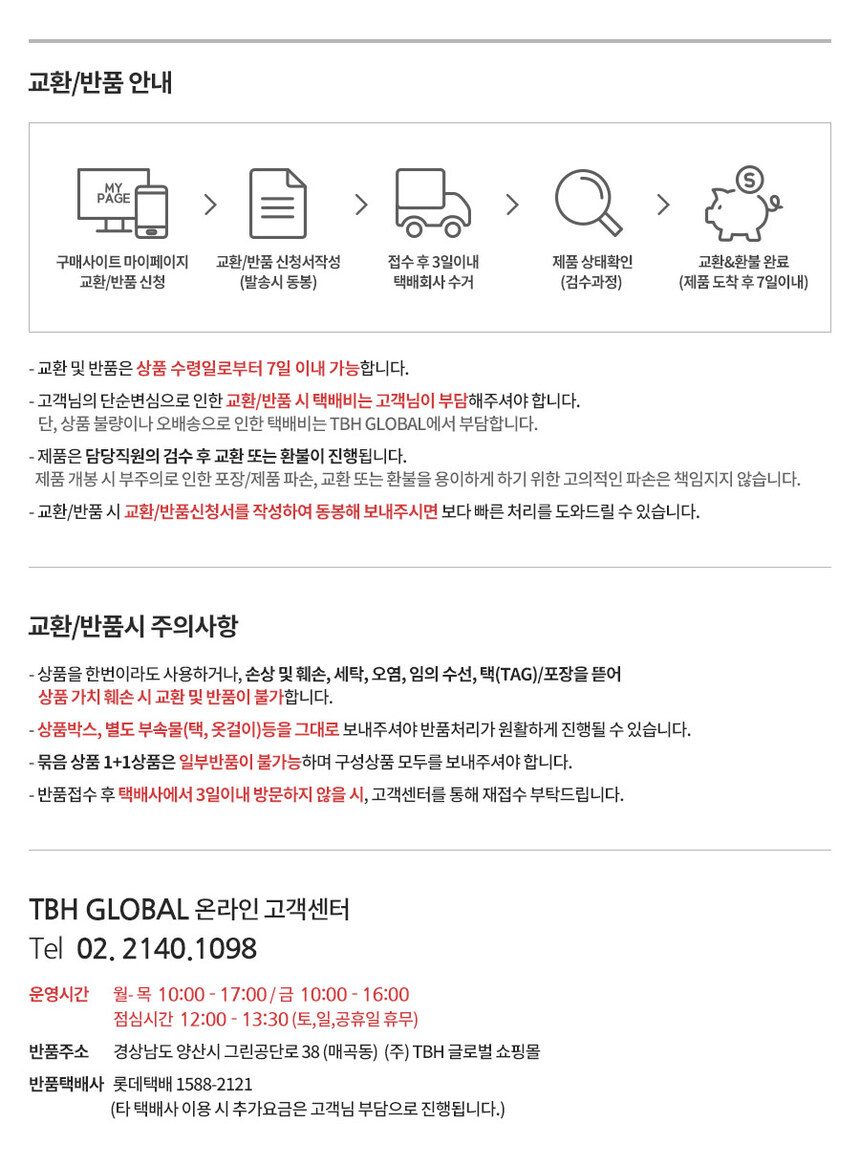 교환/반품 안내
MY
PAGE
구매사이트 마이페이지
교환/반품 신청
교환/반품 신청서작성
(발송시 동봉)
접수 후 3일이내
택배회사 수거
제품 상태확인
(검수과정)
S
교환&환불 완료
(제품 도착 후 7일이내)
- 교환 및 반품은 상품 수령일로부터 7일 이내 가능합니다.
- 고객님의 단순변심으로 인한 교환/반품 시 택배비는 고객님이 부담해주셔야 합니다.
단, 상품 불량이나 오배송으로 인한 택배비는 TBH GLOBAL에서 부담합니다.
- 제품은 담당직원의 검수 후 교환 또는 환불이 진행됩니다.
제품 개봉 시 부주의로 인한 포장/제품 파손, 교환 또는 환불을 용이하게 하기 위한 고의적인 파손은 책임지지 않습니다.
- 교환/반품 시 교환/반품신청서를 작성하여 동봉해 보내주시면 보다 빠른 처리를 도와드릴 수 있습니다.
교환/반품시 주의사항
- 상품을 한번이라도 사용하거나, 손상 및 훼손, 세탁, 오염, 임의 수선, 택(TAG)/포장을 뜯어
상품 가치 훼손 시 교환 및 반품이 불가합니다.
- 상품박스, 별도 부속물(택, 옷걸이)등을 그대로 보내주셔야 반품처리가 원활하게 진행될 수 있습니다.
- 묶음 상품 1+1상품은 일부반품이 불가능하며 구성상품 모두를 보내주셔야 합니다.
- 반품접수 후 택배사에서 3일이내 방문하지 않을 시, 고객센터를 통해 재접수 부탁드립니다.
TBH GLOBAL 온라인 고객센터
Tel 02. 2140.1098
운영시간 월- 목 10:00 - 17:00 / 금 10:00 - 16:00
점심시간 12:00 - 13:30 (토,일,공휴일 휴무)
반품주소 경상남도 양산시 그린공단로 38 (매곡동) (주) TBH 글로벌 쇼핑몰
반품택배사 롯데택배 1588-2121
(타 택배사 이용 시 추가요금은 고객님 부담으로 진행됩니다.)